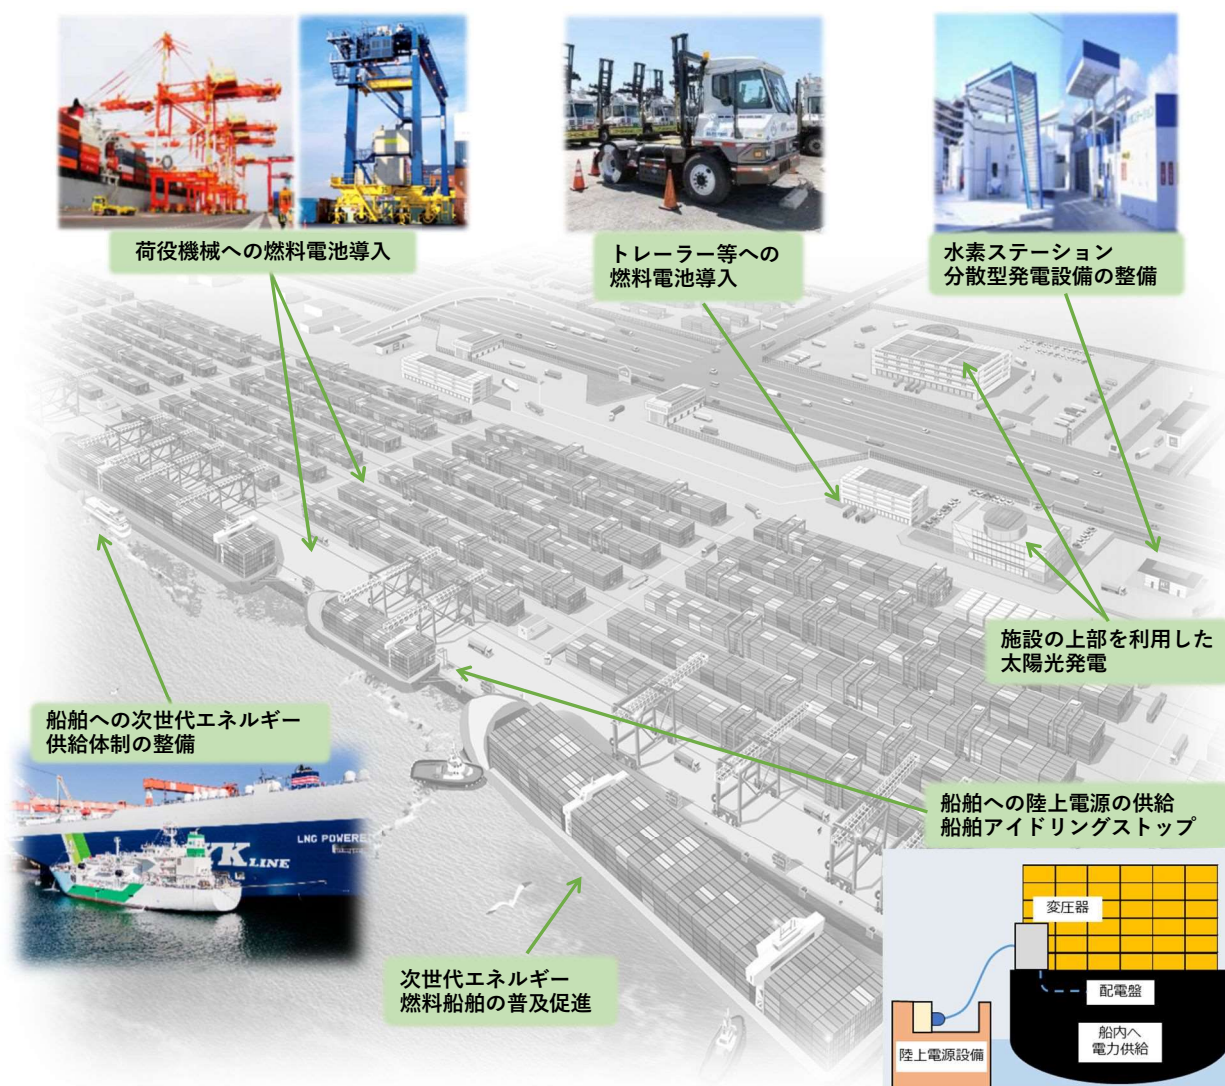 荷役機械への燃料電池導入
トレーラー等への
燃料電池導入
水素ステーション
分散型発電設備の整備
施設の上部を利用した
太陽光発電
船舶への次世代エネルギー
供給体制の整備
LNG POWERED
YK LINE
船舶への陸上電源の供給
船舶アイドリングストップ
次世代エネルギー
燃料船舶の普及促進
変圧器
配電盤
船内へ
電力供給
陸上電源設備